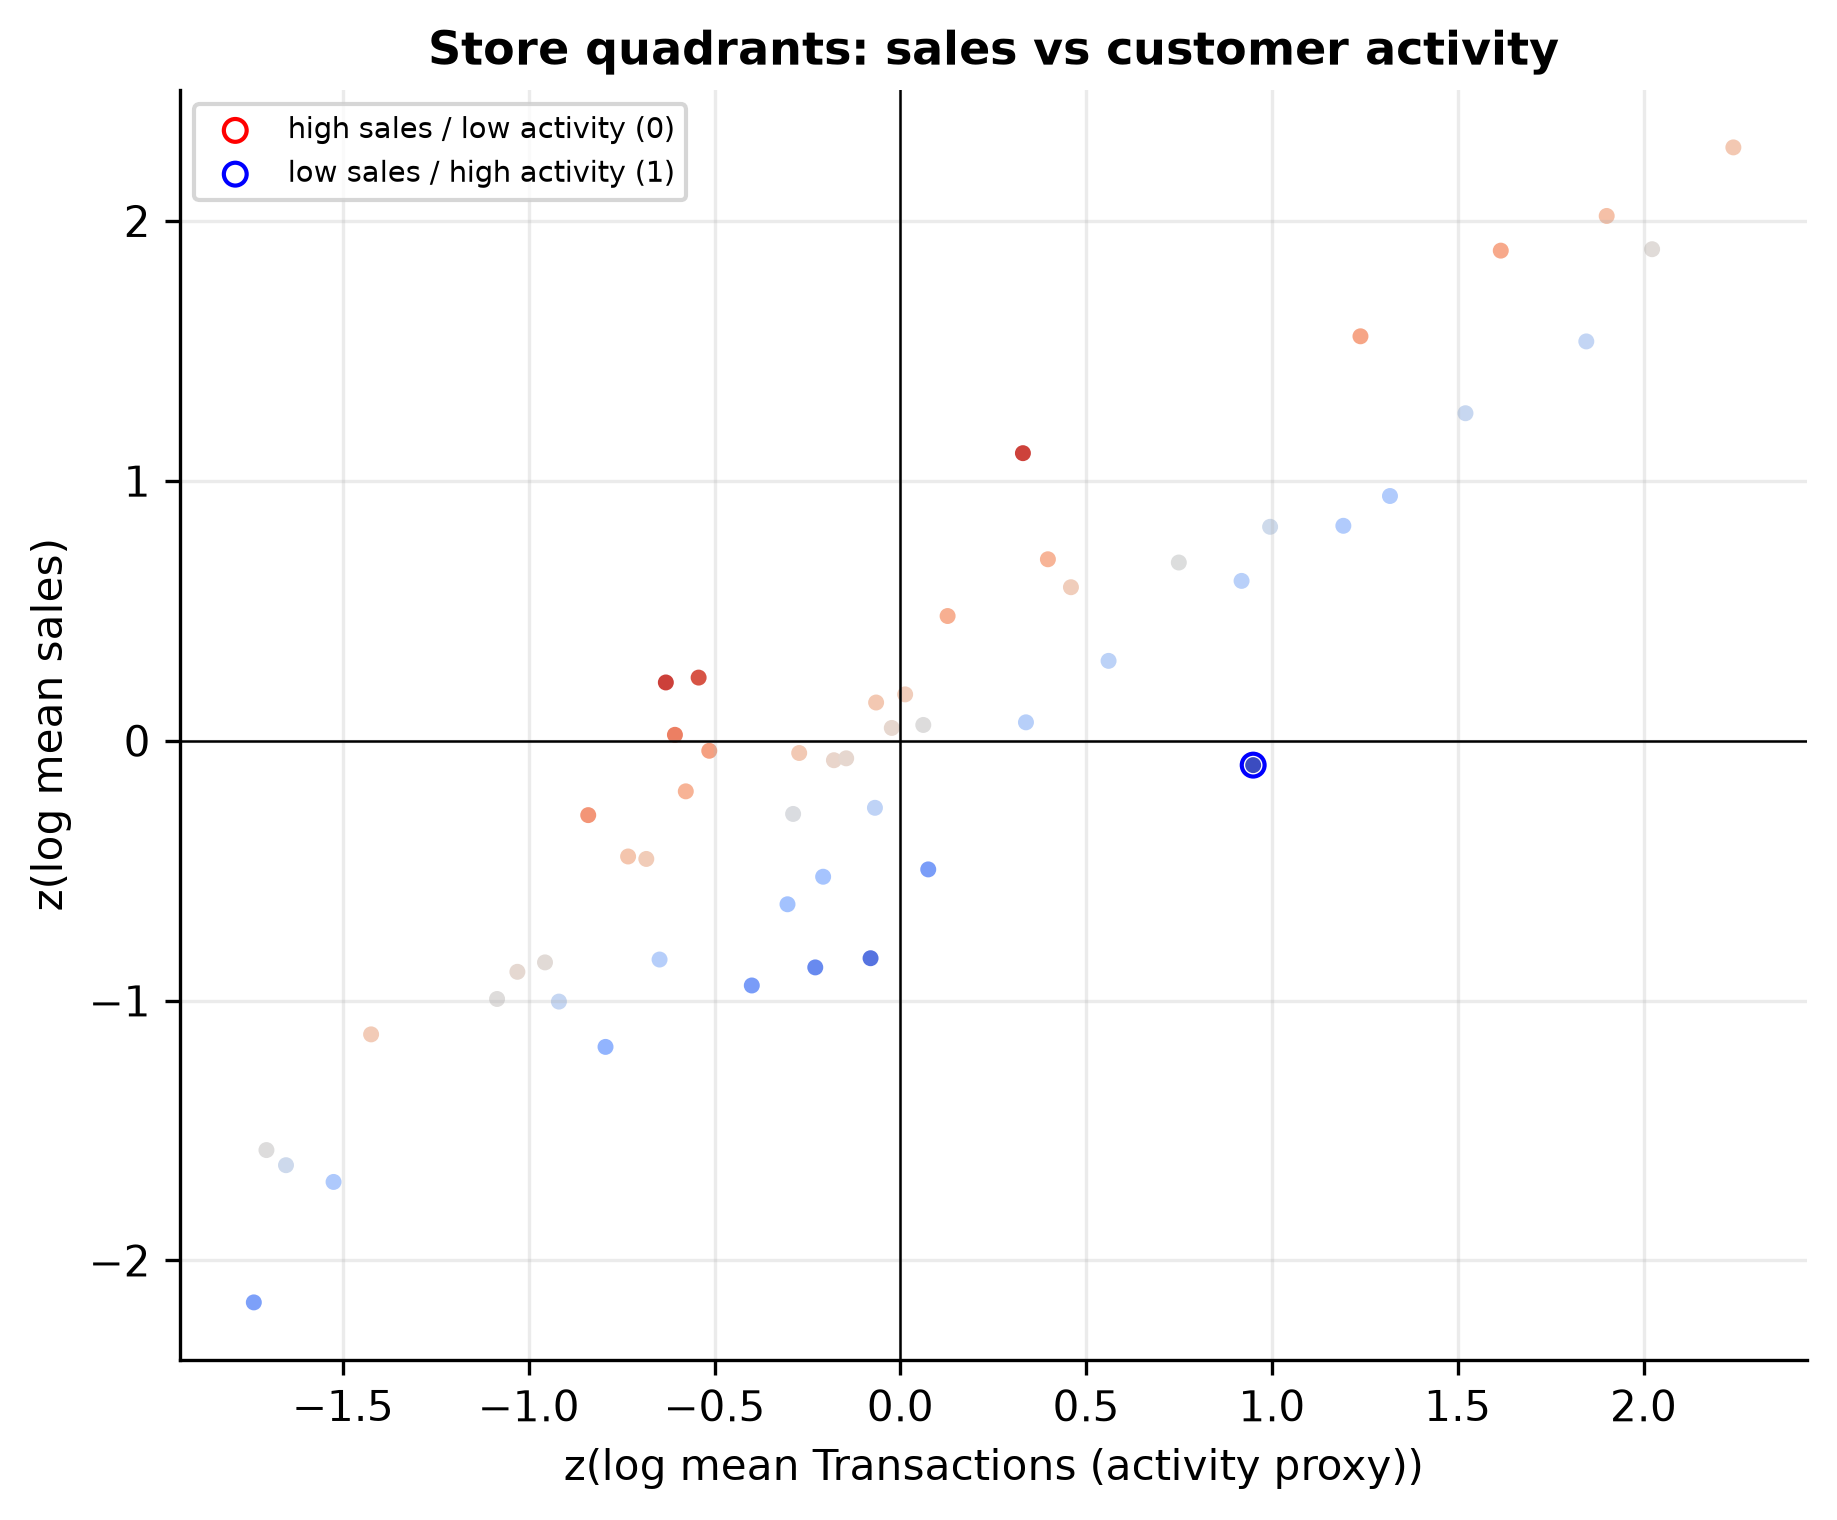 Store quadrants: sales vs customer activity
high sales / low activity (0)
low sales / high activity (1)
z(log mean sales)
2
1
0
−1
−2
−1.5 −1.0 −0.5 0.0 0.5 1.0 1.5 2.0
z(log mean Transactions (activity proxy))